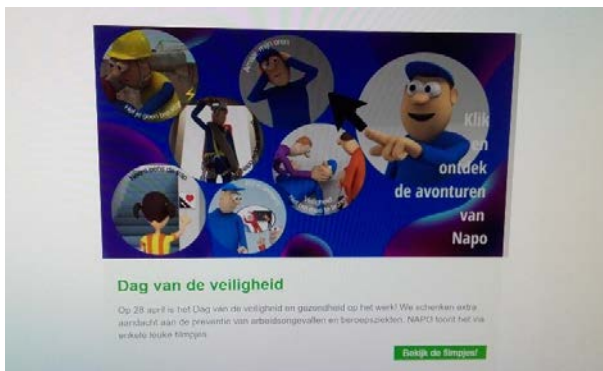 Klik
en
ontdek
de avonturen
van
Napo
Dag van de veiligheid
Op 28 april is het Dag van de veiligheid en gezondheid op het werk! We schenken extra
aandacht aan de preventie van arbeidsongevallen en beroepsziekten. NAPO toont het via
enkele leuke filmpjes.
Bekijk de filmpjes!